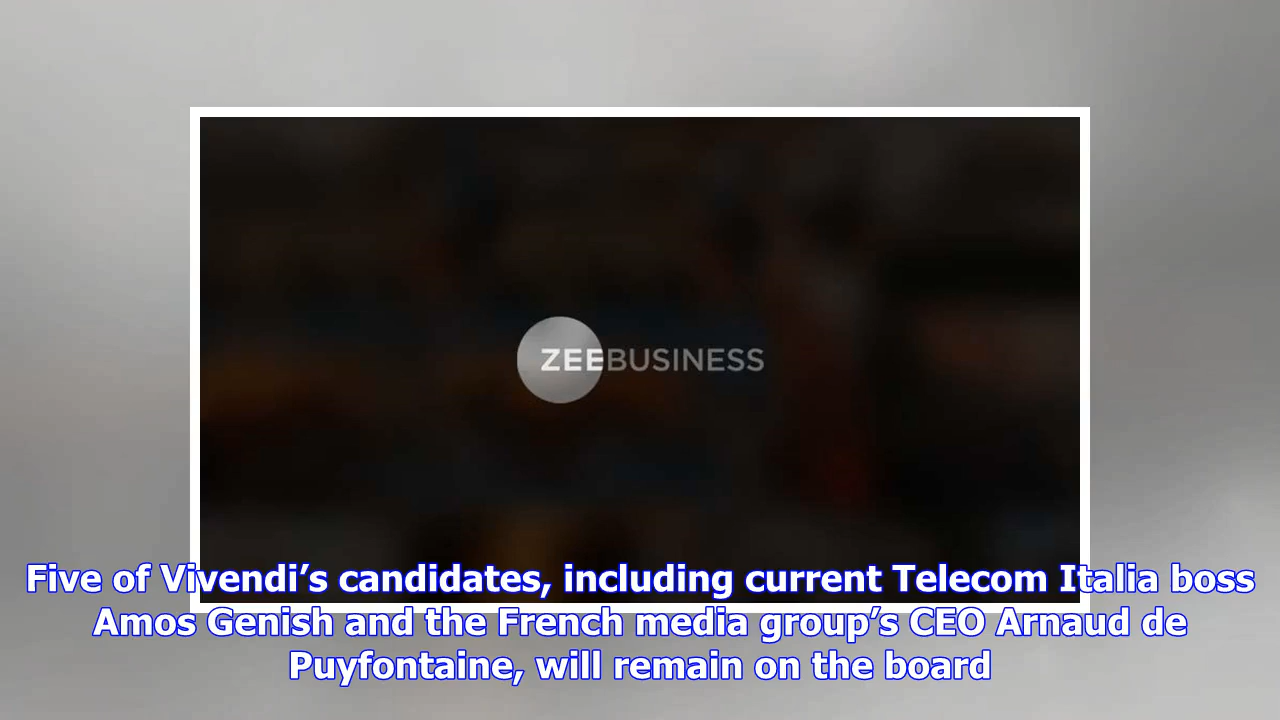 ZEEBUSINESS
Five of Vivendi’s candidates, including current Telecom Italia boss
Amos Genish and the French media group’s CEO Arnaud de
Puyfontaine, will remain on the board